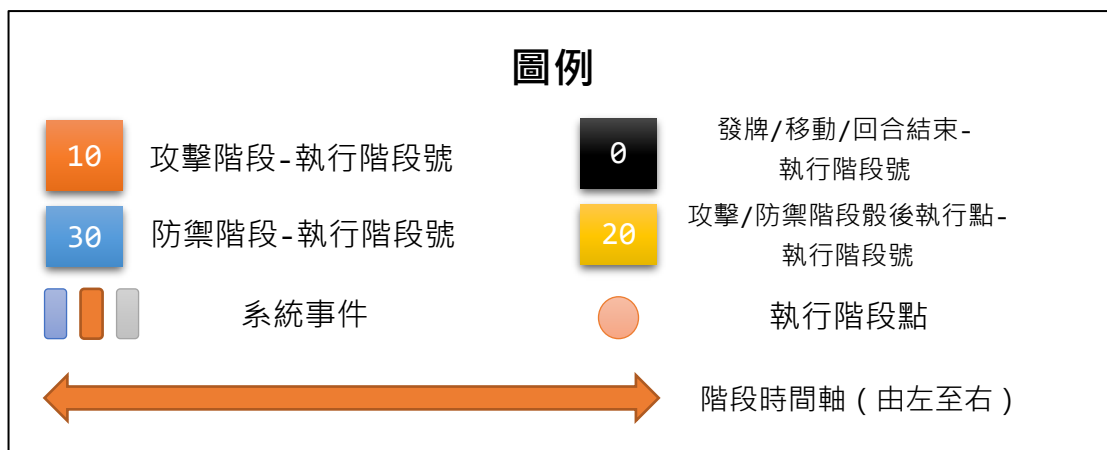 圖例
10 攻擊階段-執行階段號
0 發牌/移動/回合結束-
執行階段號
30 防禦階段-執行階段號
20 攻擊/防禦階段骰後執行點-
執行階段號
系統事件
執行階段點
階段時間軸(由左至右)